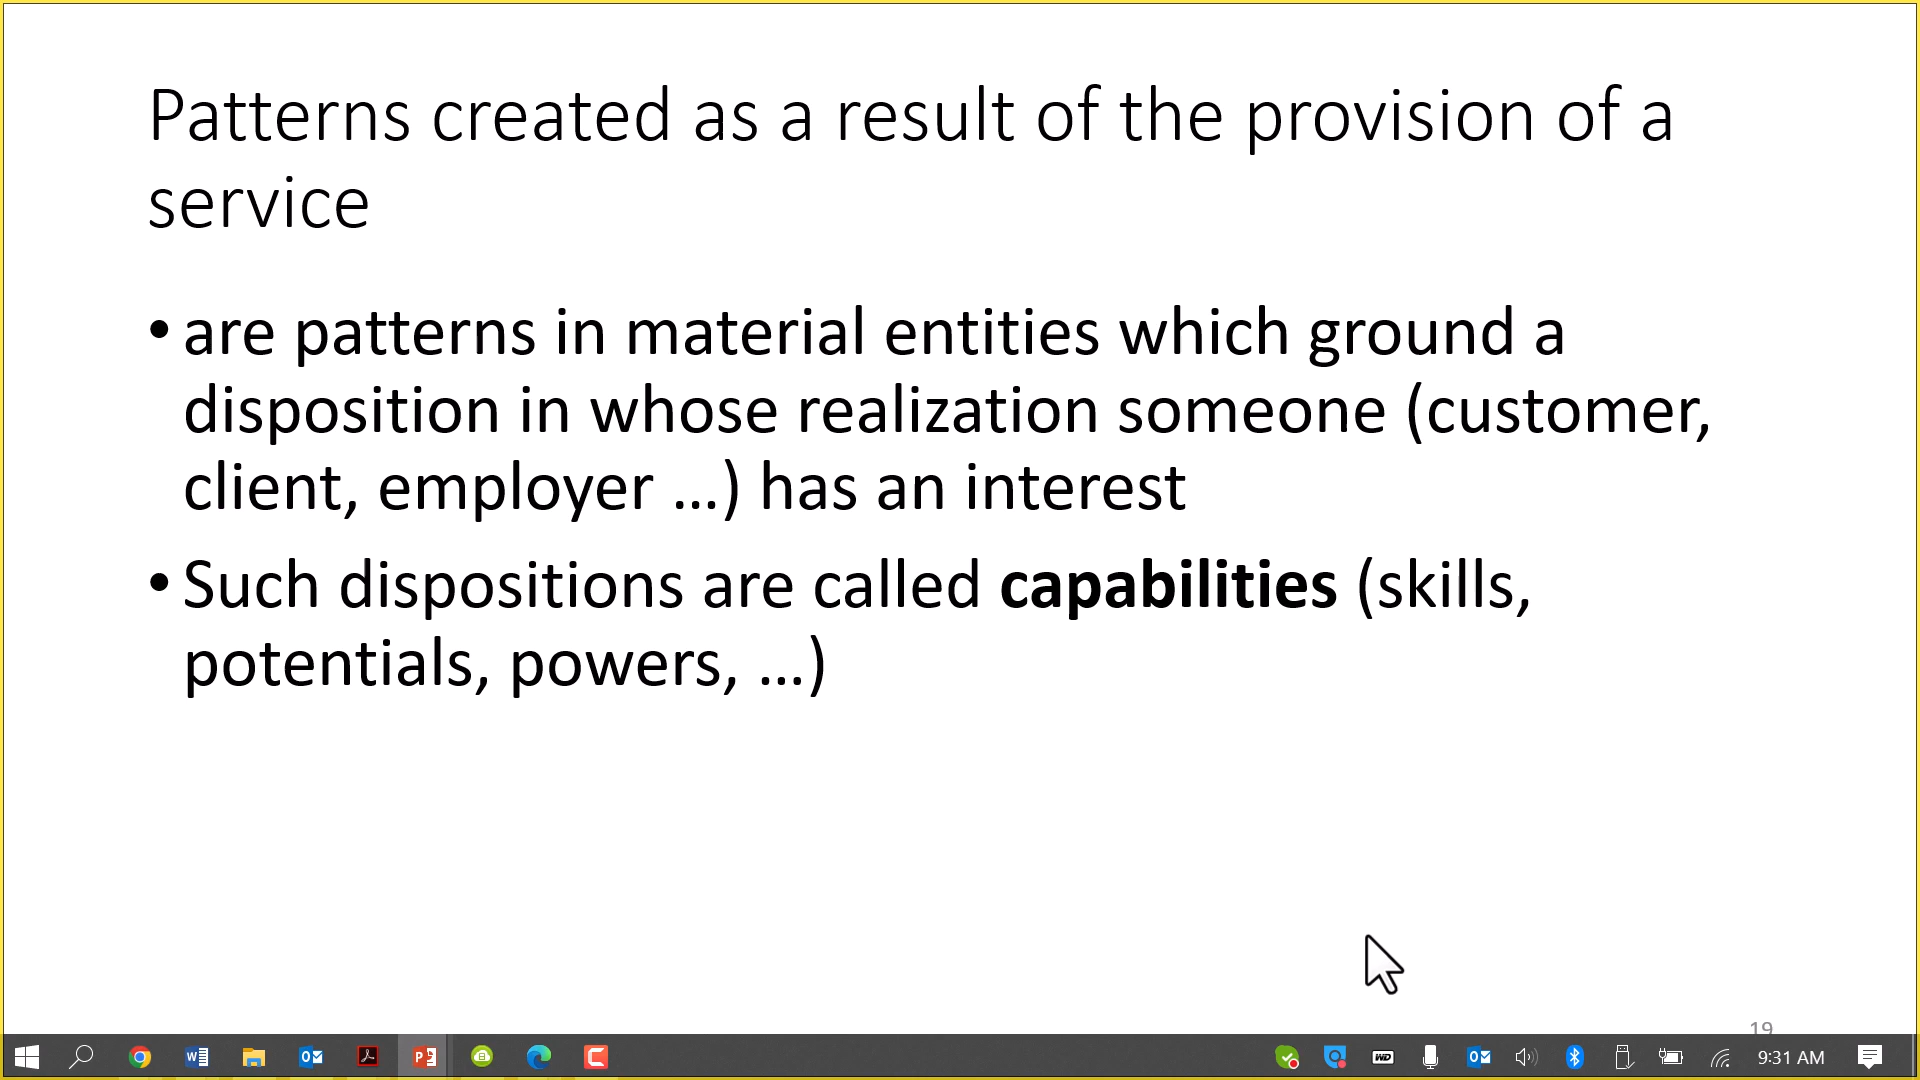 Patterns created as a result of the provision of a
service
• are patterns in material entities which ground a
disposition in whose realization someone (customer,
client, employer …) has an interest
• Such dispositions are called capabilities (skills,
potentials, powers, …)
19
9:31 AM